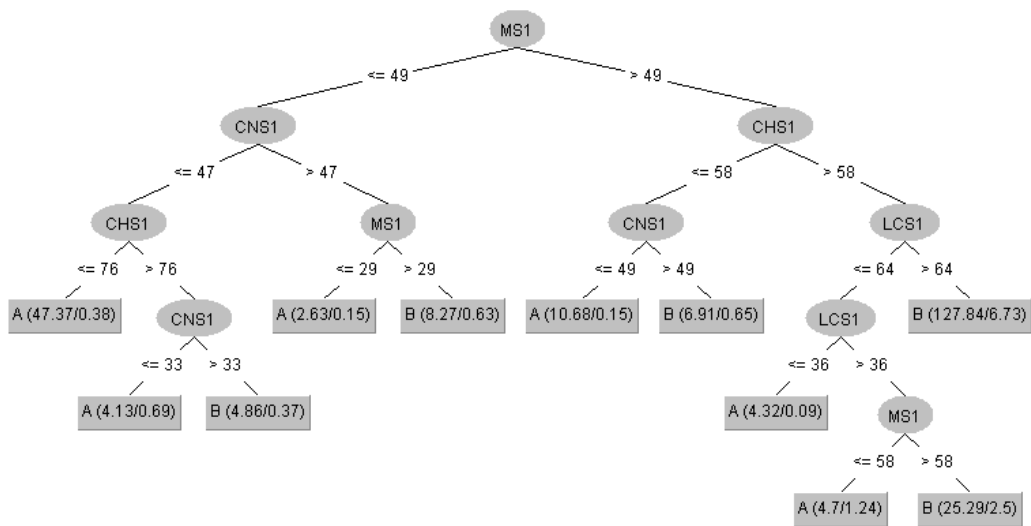 MS1
<= 49 > 49
CNS1 CHS1
<= 47 > 47 <= 58 > 58
CHS1 MS1 CNS1 LCS1
<= 76 > 76 <= 29 > 29 <= 49 > 49 <= 64 > 64
A (47.37/0.38) CNS1 A (2.63/0.15) B (8.27/0.63) A (10.68/0.15) B (6.91/0.65) LCS1 B (127.84/6.73)
<= 33 > 33 <= 36 > 36
A (4.13/0.69) B (4.86/0.37) A (4.32/0.09) MS1
<= 58 > 58
A (4.7/1.24) B (25.29/2.5)